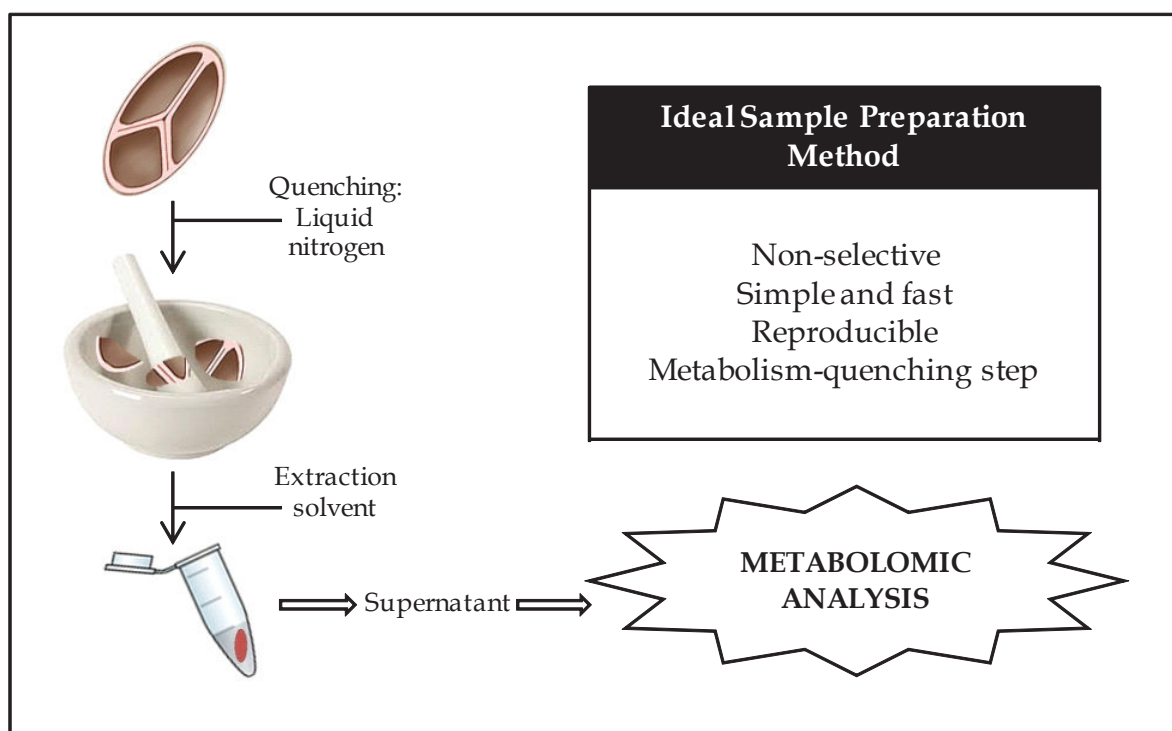 Quenching:
Liquid
nitrogen
Extraction
solvent
Supernatant
Ideal Sample Preparation
Method
Non-selective
Simple and fast
Reproducible
Metabolism-quenching step
METABOLOMIC
ANALYSIS